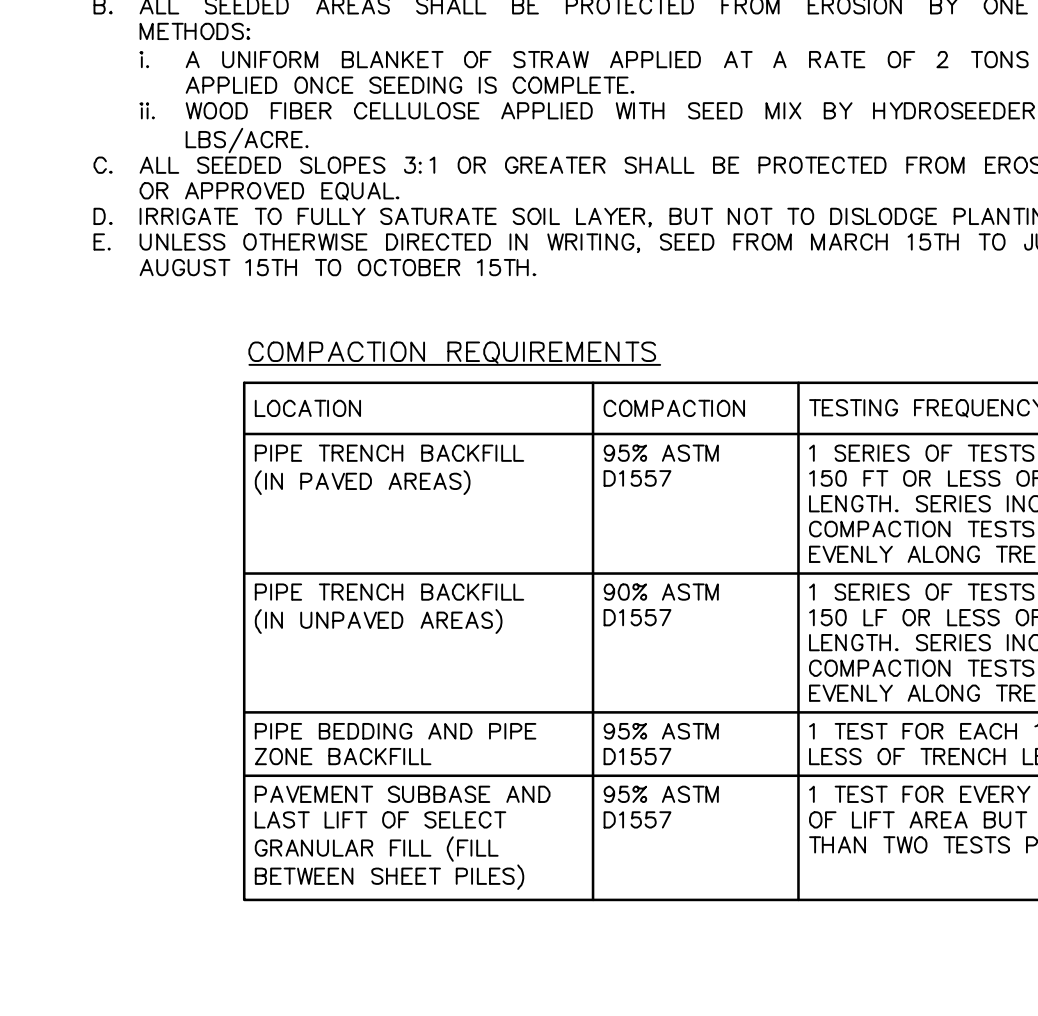 B. ALL SEEDED AREAS SHALL BE PROTECTED FROM EROSION BY ONE
METHODS:
i. A UNIFORM BLANKET OF STRAW APPLIED AT A RATE OF 2 TONS
APPLIED ONCE SEEDING IS COMPLETE.
ii. WOOD FIBER CELLULOSE APPLIED WITH SEED MIX BY HYDROSEEDER
LBS/ACRE.
C. ALL SEEDED SLOPES 3:1 OR GREATER SHALL BE PROTECTED FROM
OR APPROVED EQUAL.
D. IRRIGATE TO FULLY SATURATE SOIL LAYER, BUT NOT TO DISLODGE
E. UNLESS OTHERWISE DIRECTED IN WRITING, SEED FROM MARCH 15TH TO
AUGUST 15TH TO OCTOBER 15TH.
COMPACTION REQUIREMENTS
LOCATION COMPACTION TESTING FREQUENCY
PIPE TRENCH BACKFILL
(IN PAVED AREAS)
95% ASTM
D1557
1 SERIES OF TESTS
150 FT OR LESS OF
LENGTH. SERIES
COMPACTION TESTS
EVENLY ALONG
PIPE TRENCH BACKFILL
(IN UNPAVED AREAS)
90% ASTM
D1557
1 SERIES OF TESTS
150 LF OR LESS OF
LENGTH. SERIES
COMPACTION TESTS
EVENLY ALONG
PIPE BEDDING AND PIPE
ZONE BACKFILL
95% ASTM
D1557
1 TEST FOR EACH
LESS OF TRENCH
PAVEMENT SUBBASE AND
LAST LIFT OF SELECT
GRANULAR FILL (FILL
BETWEEN SHEET PILES)
95% ASTM
D1557
1 TEST FOR EVERY
OF LIFT AREA BUT
THAN TWO TESTS